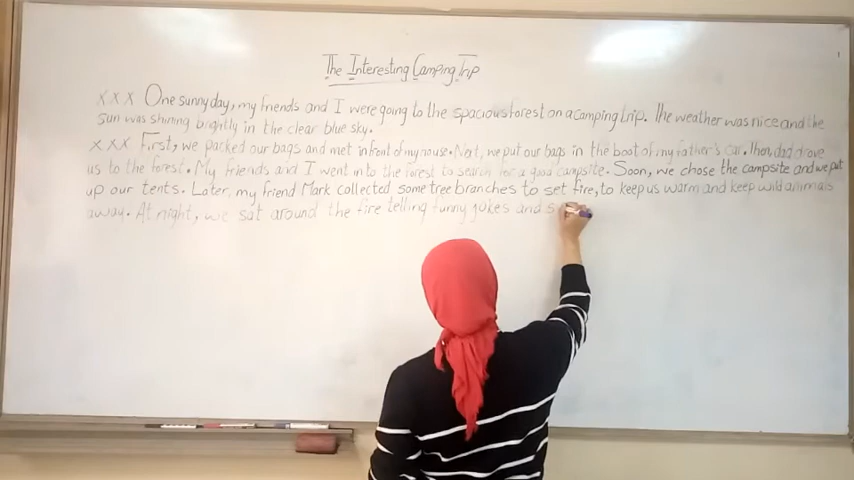 The Interesting Camping Trip
XXX One sunny day, my friends and I were going to the spacious forest on a camping trip. The weather was nice and the
sun was shining brightly in the clear blue sky.
XXX First, we packed our bags and met in front of my house. Next, we put our bags in the boot of my father's car. Then, dad drove
us to the forest. My friends and I went into the forest to search for a good campsite. Soon, we chose the campsite and we put
up our tents. Later, my friend Mark collected some tree branches to set fire, to keep us warm and keep wild animals
away. At night, we sat around the fire telling funny jokes and s